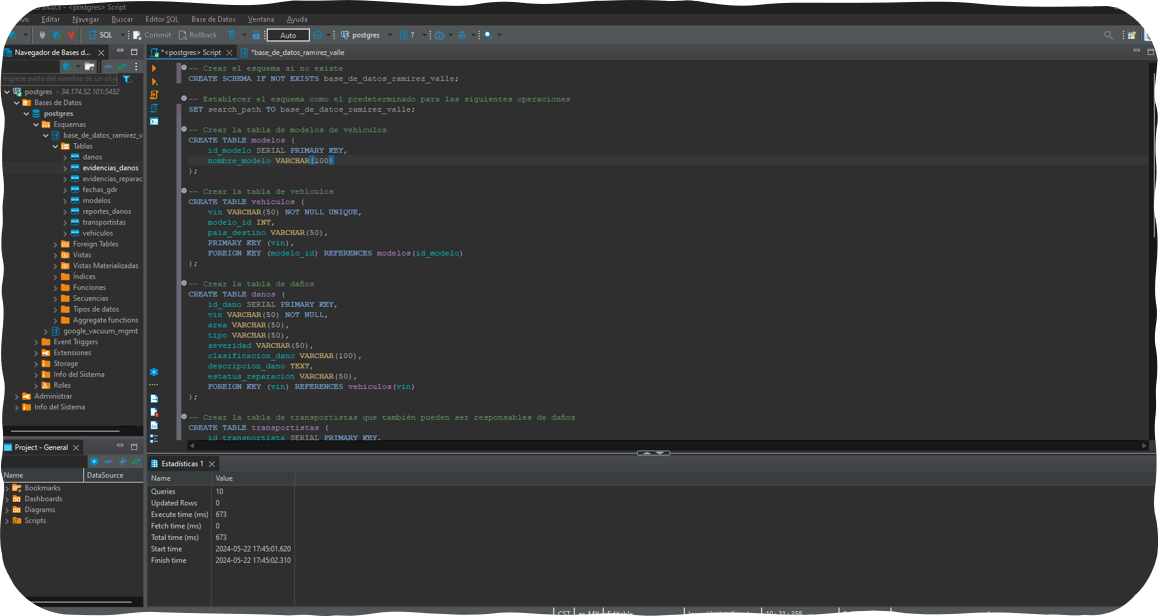 <postgres> Script
Editar Navegar Buscar Editor SQL Base de Datos Ventana Ayuda
SQL Commit Rollback Auto postgres
Navegador de Bases d...
*<postgres> Script
*base_de_datos_ramirez_valle
Ingrese parte del nombre de un obj
postgres - 34.174.52.101:5432
Bases de Datos
postgres
Esquemas
base_de_datos_ramirez_v
Tablas
danos
evidencias_danos
evidencias_reparac
fechas_gdr
modelos
reportes_danos
transportistas
vehiculos
Foreign Tables
Vistas
Vistas Materializadas
Índices
Funciones
Secuencias
Tipos de datos
Aggregate functions
google_vacuum_mgmt
Event Triggers
Extensiones
Storage
Info del Sistema
Roles
Administrar
Info del Sistema
-- Crear el esquema si no existe
CREATE SCHEMA IF NOT EXISTS base_de_datos_ramirez_valle;
-- Establecer el esquema como el predeterminado para las siguientes operaciones
SET search_path TO base_de_datos_ramirez_valle;
-- Crear la tabla de modelos de vehículos
CREATE TABLE modelos (
id_modelo SERIAL PRIMARY KEY,
nombre_modelo VARCHAR(100)
);
-- Crear la tabla de vehículos
CREATE TABLE vehiculos (
vin VARCHAR(50) NOT NULL UNIQUE,
modelo_id INT,
pais_destino VARCHAR(50),
PRIMARY KEY (vin),
FOREIGN KEY (modelo_id) REFERENCES modelos(id_modelo)
);
-- Crear la tabla de daños
CREATE TABLE danos (
id_dano SERIAL PRIMARY KEY,
vin VARCHAR(50) NOT NULL,
area VARCHAR(50),
tipo VARCHAR(50),
severidad VARCHAR(50),
clasificacion_dano VARCHAR(100),
descripcion_dano TEXT,
estatus_reparacion VARCHAR(50),
FOREIGN KEY (vin) REFERENCES vehiculos(vin)
);
-- Crear la tabla de transportistas que también pueden ser responsables de daños
CREATE TABLE transportistas (
id_transportista SERIAL PRIMARY KEY,
Project - General
Name DataSource
Bookmarks
Dashboards
Diagrams
Scripts
Estadísticas 1
Name Value
Queries 10
Updated Rows 0
Execute time (ms) 673
Fetch time (ms) 0
Total time (ms) 673
Start time 2024-05-22 17:45:01.620
Finish time 2024-05-22 17:45:02.310
CST es_MX Editable